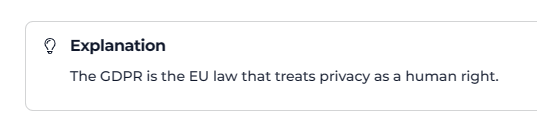 Explanation
The GDPR is the EU law that treats privacy as a human right.